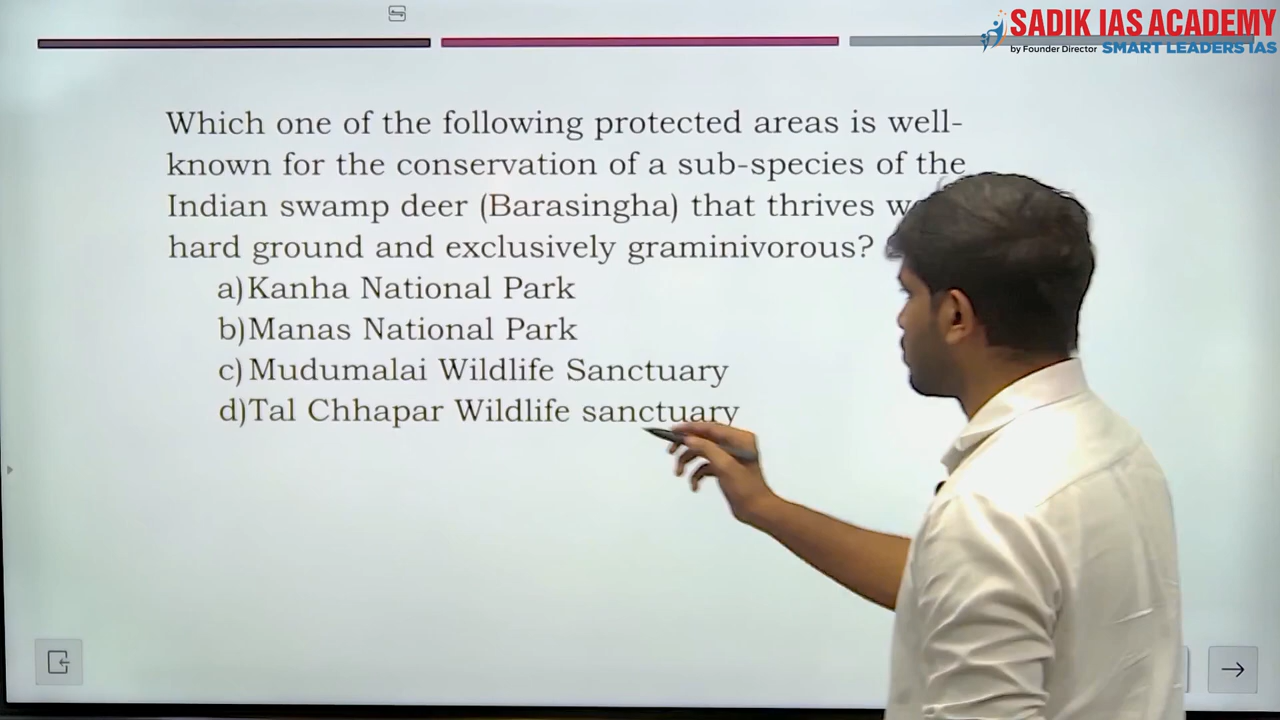 SADIK IAS ACADEMY
by Founder Director SMART LEADERS IAS
Which one of the following protected areas is well-
known for the conservation of a sub-species of the
Indian swamp deer (Barasingha) that thrives
hard ground and exclusively graminivorous?
a) Kanha National Park
b) Manas National Park
c) Mudumalai Wildlife Sanctuary
d) Tal Chhapar Wildlife sanctuary